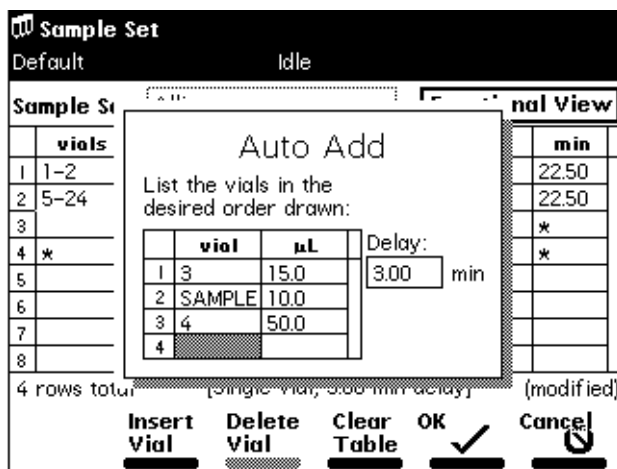 Sample Set
Default Idle
Sample Se nal View
vials min
1 1-2 22.50
2 5-24 22.50
3 *
4 * *
5
6
7
8
Auto Add
List the vials in the
desired order drawn:
vial µL
1 3 15.0
2 SAMPLE 10.0
3 4 50.0
4
Delay:
3.00 min
4 rows total (modified)
Insert Vial
Delete Vial
Clear Table
OK
Cancel